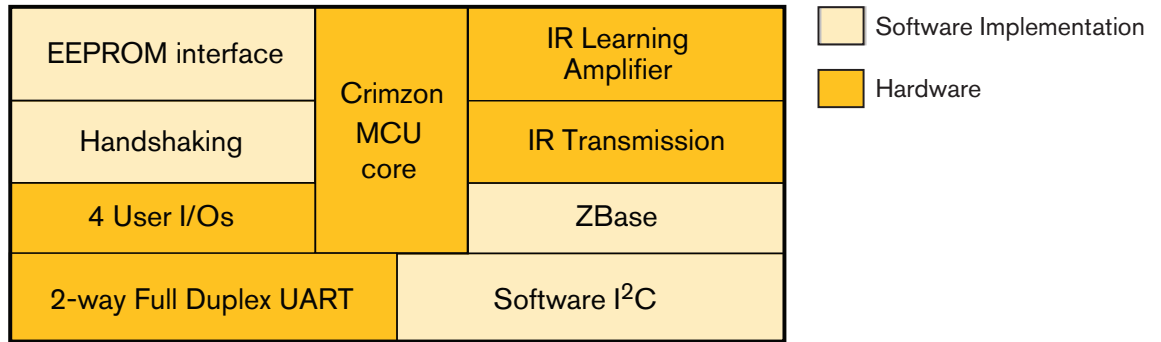 EEPROM interface
Handshaking
4 User I/Os
Crimzon
MCU
core
IR Learning
Amplifier
IR Transmission
ZBase
2-way Full Duplex UART
Software I²C
Software Implementation
Hardware